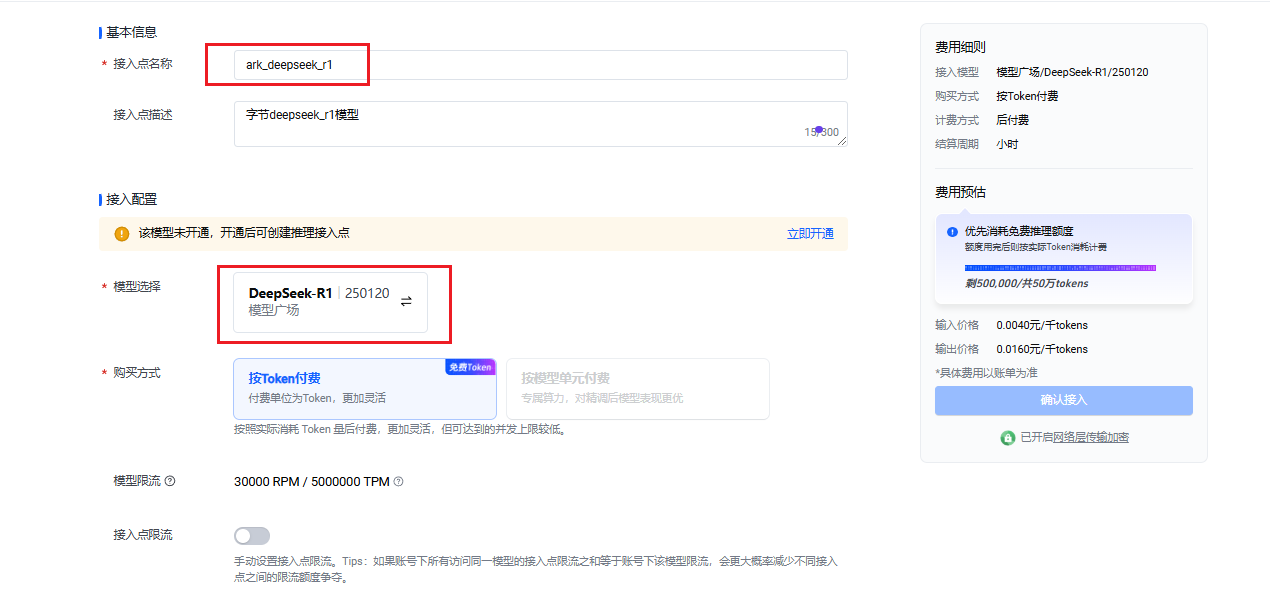 基本信息
* 接入点名称
ark_deepseek_r1
接入点描述
字节deepseek_r1模型
15/300
接入配置
该模型未开通，开通后可创建推理接入点
立即开通
* 模型选择
DeepSeek-R1 | 250120
模型广场
* 购买方式
按Token付费
免费Token
付费单位为Token，更加灵活
按模型单元付费
专属算力，对精调后模型表现更优
按照实际消耗 Token 量后付费，更加灵活，但可达到的并发上限较低。
模型限流
30000 RPM / 5000000 TPM
接入点限流
手动设置接入点限流。Tips：如果账号下所有访问同一模型的接入点限流之和等于账号下该模型限流，会更大概率减少不同接入
点之间的限流额度争夺。
费用细则
接入模型 模型广场/DeepSeek-R1/250120
购买方式 按Token付费
计费方式 后付费
结算周期 小时
费用预估
优先消耗免费推理额度
额度用完后则按实际Token消耗计费
剩500,000/共50万tokens
输入价格 0.0040元/千tokens
输出价格 0.0160元/千tokens
*具体费用以账单为准
确认接入
已开启网络层传输加密